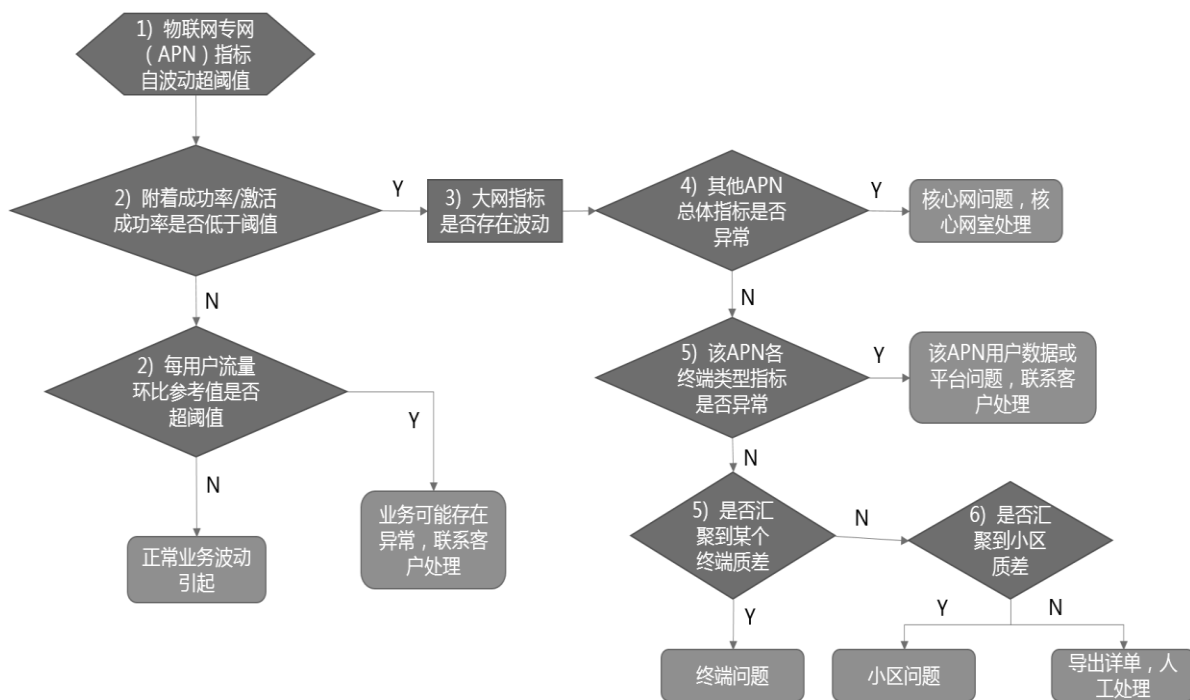 1）物联网专网
（APN）指标
自波动超阈值
2）附着成功率/激活
成功率是否低于阈值
Y
3）大网指标
是否存在波动
4）其他APN
总体指标是否
异常
Y
核心网问题，核
心网室处理
N
N
2）每用户流量
环比参考值是否
超阈值
Y
N
正常业务波动
引起
业务可能存在
异常，联系客
户处理
5）该APN各
终端类型指标
是否异常
Y
该APN用户数据或
平台问题，联系客
户处理
N
5）是否汇
聚到某个
终端质差
N
6）是否汇
聚到小区
质差
Y
Y
N
终端问题
小区问题
导出详单，人
工处理